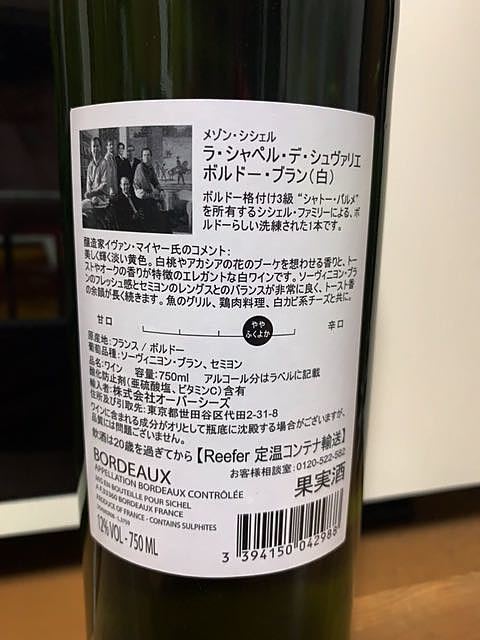 メゾン・シシェル
ラ・シャペル・デ・シュヴァリエ
ボルドー・ブラン(白)
ボルドー格付け3級 “シャトー・パルメ”
を所有するシシェル・ファミリーによる、ボ
ルドーらしい洗練された1本です。
醸造家イヴァン・マイヤー氏のコメント:
美しく輝く淡い黄色。白桃やアカシアの花のブーケを想わせる香りと、トー
ストやオークの香りが特徴のエレガントな白ワインです。ソーヴィニヨン・ブラ
ンのフレッシュ感とセミヨンのレングスとのバランスが非常に良く、トースト香
の余韻が長く続きます。魚のグリル、鶏肉料理、白カビ系チーズと共に。
甘口 やや ふくよか 辛口
原産地:フランス / ボルドー
葡萄品種:ソーヴィニヨン・ブラン、セミヨン
品名:ワイン 容量:750ml アルコール分はラベルに記載
酸化防止剤(亜硫酸塩、ビタミンC)含有
輸入者:株式会社オーバーシーズ
住所及び引取先:東京都世田谷区代田2-31-8
ワインに含まれる成分がオリとして瓶底に沈殿する場合がございますが、
品質には問題ございません。
飲酒は20歳を過ぎてから【Reefer 定温コンテナ輸送】
お客様相談室:0120-522-582
BORDEAUX
果実酒
APPELLATION BORDEAUX CONTRÔLÉE
MIS EN BOUTEILLE POUR SICHEL
A F-F33360 BORDEAUX FRANCE
PRODUCE OF FRANCE - CONTAINS SULPHITES
12% VOL - 750 ML
3 394150 042988